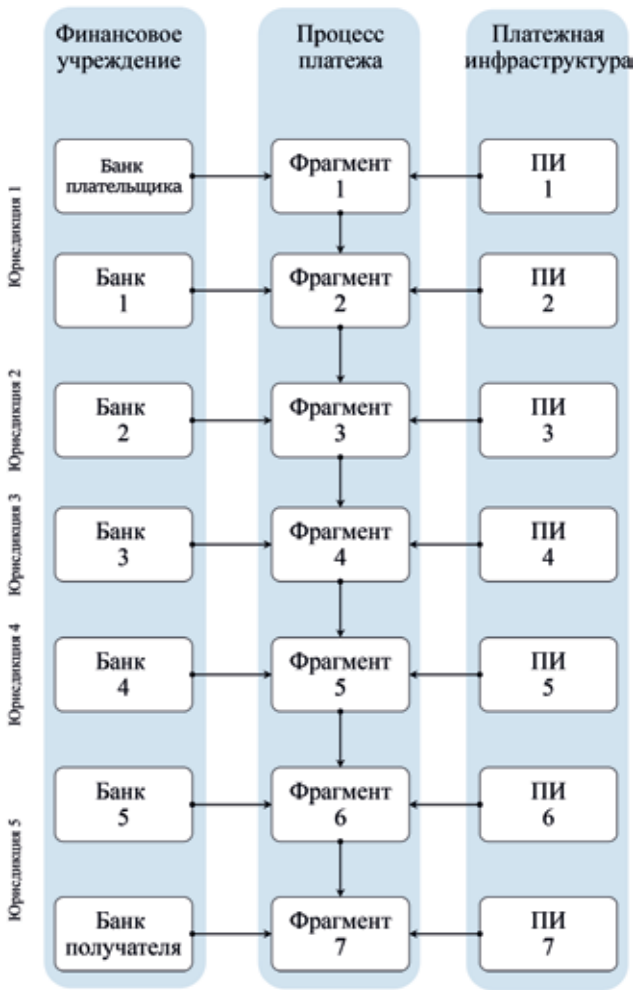 Финансовое
учреждение
Процесс
платежа
Платежная
инфраструктура
Юрисдикция 1
Банк
плательщика
Фрагмент
1
ПИ
1
Банк
1
Фрагмент
2
ПИ
2
Юрисдикция 2
Банк
2
Фрагмент
3
ПИ
3
Юрисдикция 3
Банк
3
Фрагмент
4
ПИ
4
Юрисдикция 4
Банк
4
Фрагмент
5
ПИ
5
Юрисдикция 5
Банк
5
Фрагмент
6
ПИ
6
Банк
получателя
Фрагмент
7
ПИ
7